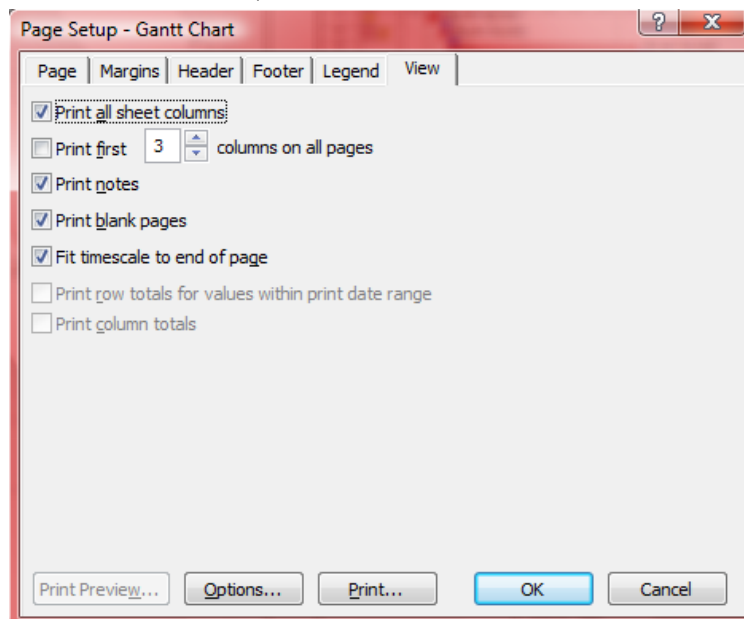 Page Setup - Gantt Chart
Page Margins Header Footer Legend View
Print all sheet columns
Print first 3 columns on all pages
Print notes
Print blank pages
Fit timescale to end of page
Print row totals for values within print date range
Print column totals
Print Preview... Options... Print... OK Cancel